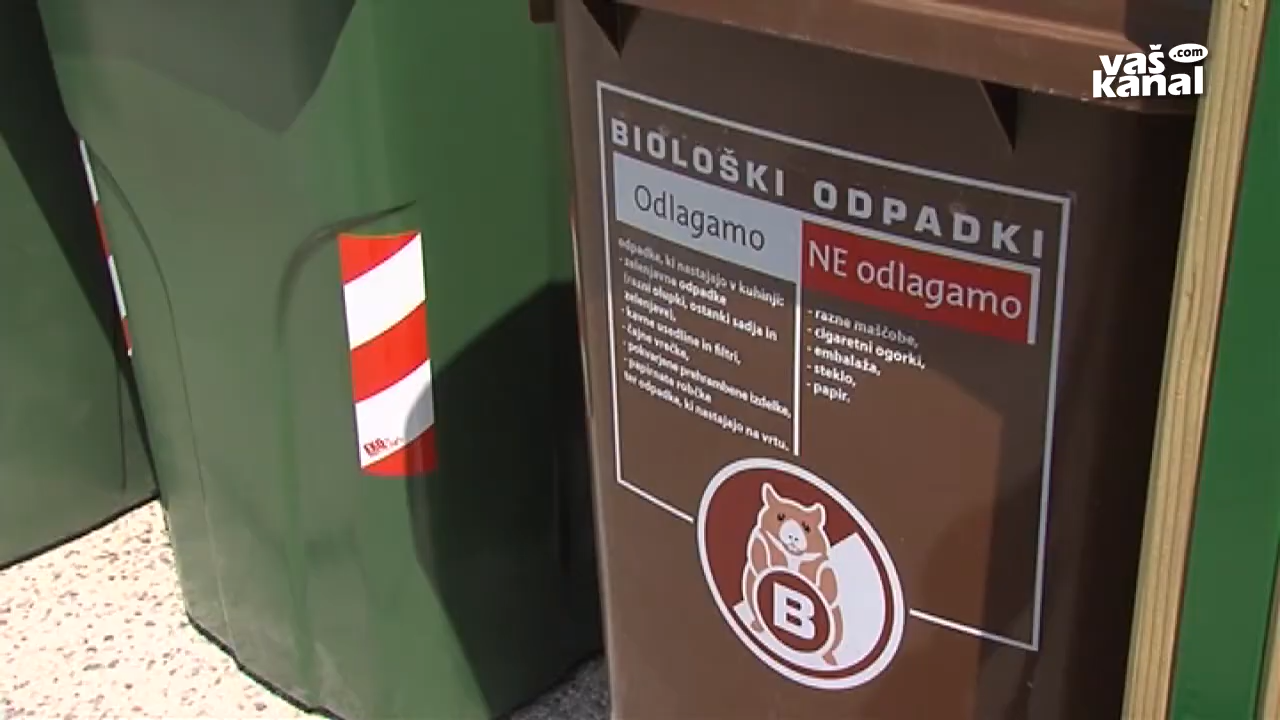 vaš .com
kanal
BIOLOŠKI ODPADKI
Odlagamo
odpadke, ki nastajajo v kuhinji:
- zelenjavne odpadke
(razni olupki, ostanki sadja in
zelenjave),
- kavne usedline in filtri,
- čajne vrečke,
- pokvarjene prehrambene izdelke,
- papirnate robčke
ter odpadke, ki nastajajo na vrtu.
NE odlagamo
- razne maščobe,
- cigaretni ogorki,
- embalaža,
- steklo,
- papir.
B